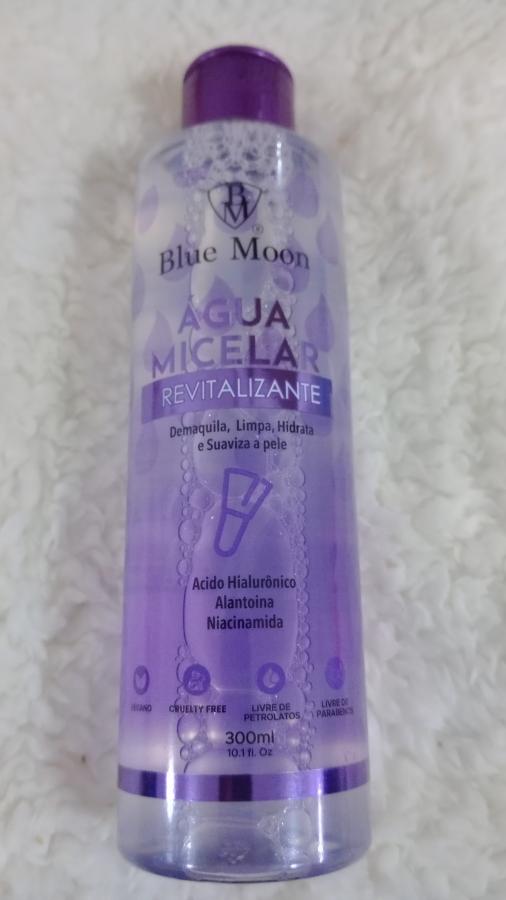 BM
®
Blue Moon
ÁGUA
MICELAR
REVITALIZANTE
Demaquila, Limpa, Hidrata
e Suaviza a pele
Acido Hialurônico
Alantoina
Niacinamida
VEGANO
CRUELTY FREE
LIVRE DE
PETROLATOS
LIVRE DE
PARABENOS
300ml
10.1 fl. Oz